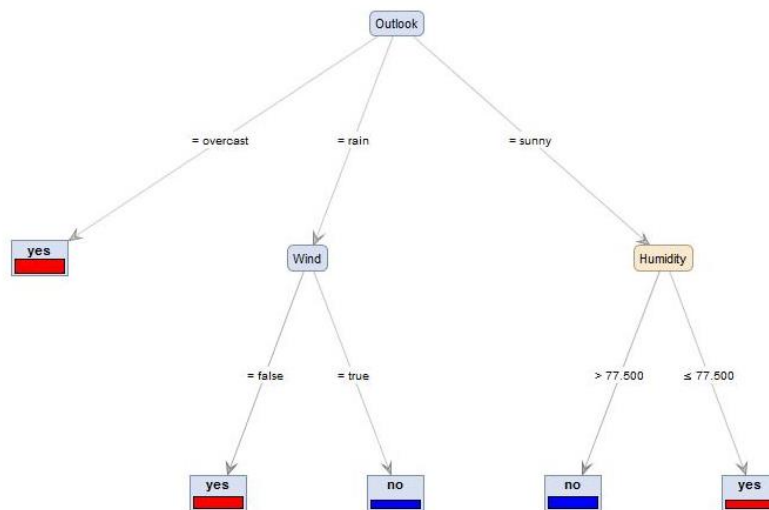 Outlook
= overcast
= rain
= sunny
yes
Wind
Humidity
= false
= true
> 77.500
≤ 77.500
yes
no
no
yes